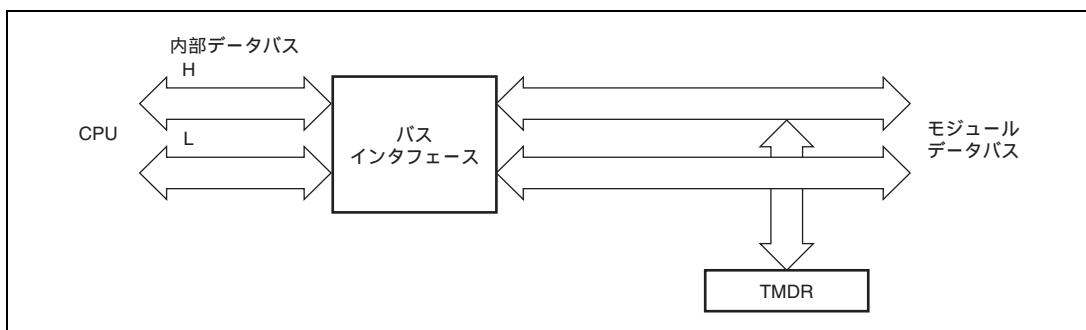 内部データバス
H
CPU
L
バス
インタフェース
モジュール
データバス
TMDR